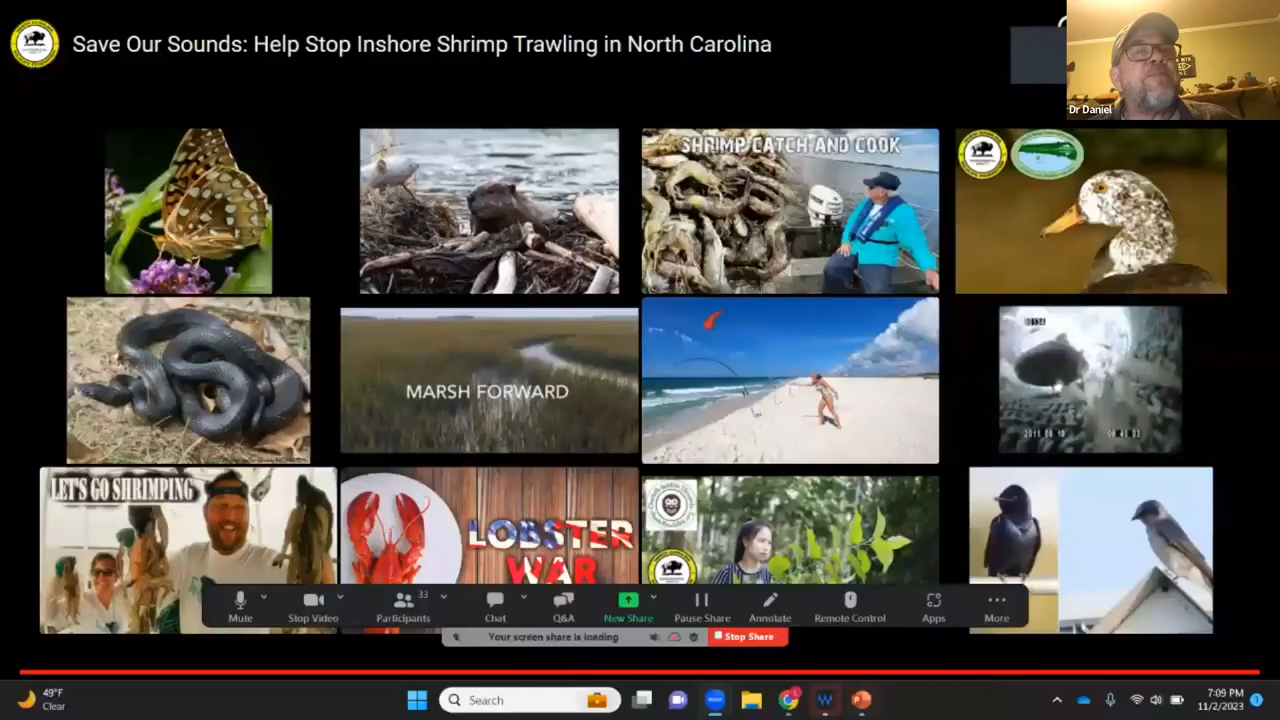 Save Our Sounds: Help Stop Inshore Shrimp Trawling in North Carolina
Dr Daniel
SHRIMP CATCH AND COOK
MARSH FORWARD
LET'S GO SHRIMPING
LOBSTER
WAR
Mute
Stop Video
33
Participants
Chat
Q&A
New Share
Pause Share
Annotate
Remote Control
Apps
More
Your screen share is loading
Stop Share
49°F
Clear
Search
7:09 PM
11/2/2023